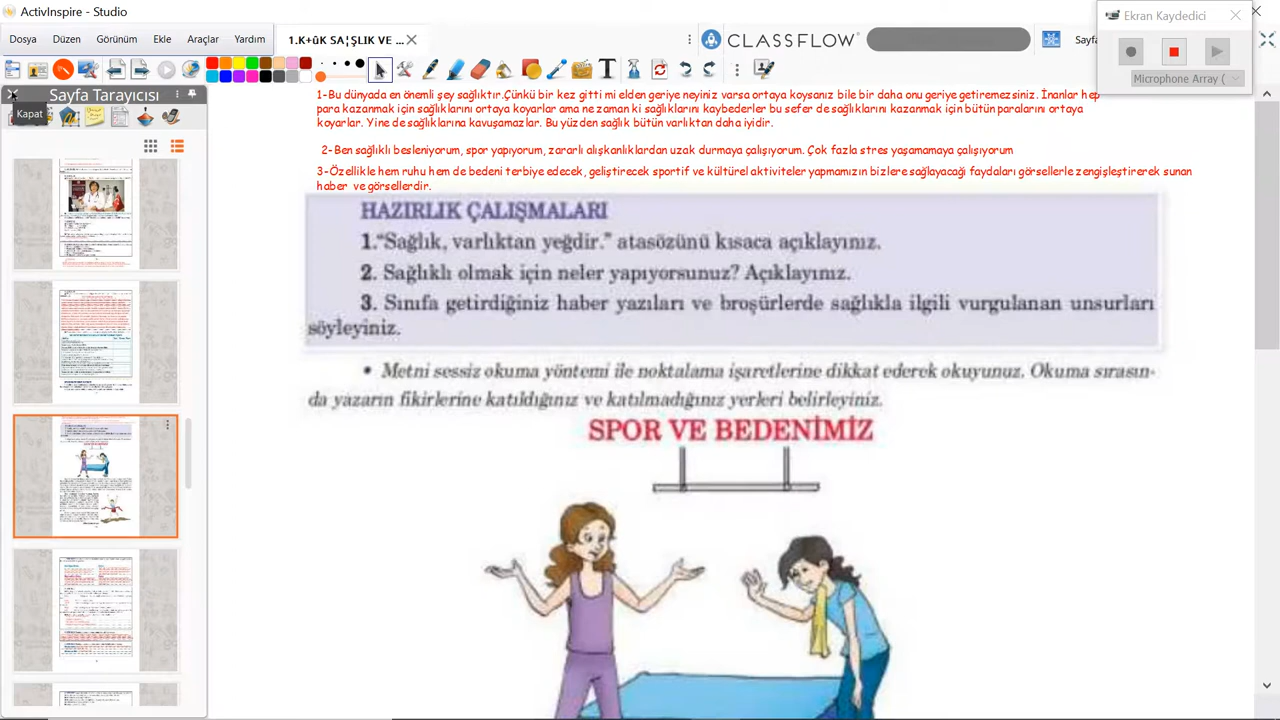 ActivInspire - Studio
Dosya Düzen Görünüm Ekle Araçlar Yardım
1.K+ûK SA¦ŞLIK VE ...
CLASSFLOW
Sayfa
Ekran Kaydedici
Microphone Array (
Sayfa Tarayıcısı
Kapat
1-Bu dünyada en önemli şey sağlıktır.Çünkü bir kez gitti mi elden geriye neyiniz varsa ortaya koysanız bile bir daha onu geriye getiremesiniz. İnanlar hep
para kazanmak için sağlıklarını ortaya koyarlar ama ne zaman ki sağlıklarını kaybederler bu sefer de sağlıklarını kazanmak için bütün paralarını ortaya
koyarlar. Yine de sağlıklarına kavuşamazlar. Bu yüzden sağlık bütün varlıktan daha iyidir.
2-Ben sağlıklı besleniyorum, spor yapıyorum, zararlı alışkanlıklardan uzak durmaya çalışıyorum. Çok fazla stres yaşamamaya çalışıyorum
3-Özellikle hem ruhu hem de bedeni terbiye edecek, geliştirecek sportif ve kültürel aktiviteler yapmamızın bizlere sağlayacağı faydaları görsellerle zengişleştirerek sunan
haber ve görsellerdir.
HAZIRLIK ÇALIŞMALARI
1."Sağlık, varlıktan yeğdir." atasözünü kısaca açıklayınız.
2. Sağlıklı olmak için neler yapıyorsunuz? Açıklayınız.
3. Sınıfa getirdiğiniz haber yazıları ve broşürlerde sağlıkla ilgili vurgulanan unsurları
söyleyiniz.
• Metni sessiz okuma yöntemi ile noktalama işaretlerine dikkat ederek okuyunuz. Okuma sırasın-
da yazarın fikirlerine katıldığınız ve katılmadığınız yerleri belirleyiniz.
SPOR VE BEDENİMİZ